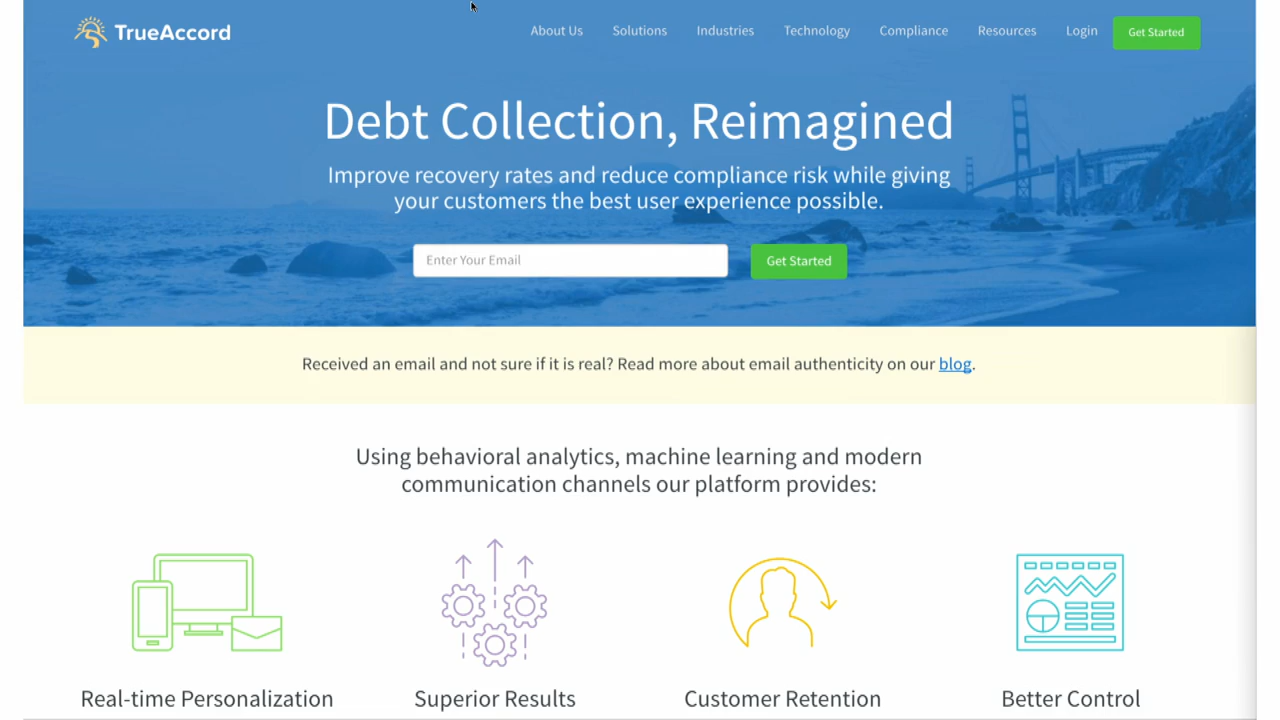 TrueAccord
About Us Solutions Industries Technology Compliance Resources Login Get Started
Debt Collection, Reimagined
Improve recovery rates and reduce compliance risk while giving
your customers the best user experience possible.
Enter Your Email Get Started
Received an email and not sure if it is real? Read more about email authenticity on our blog.
Using behavioral analytics, machine learning and modern
communication channels our platform provides:
Real-time Personalization Superior Results Customer Retention Better Control